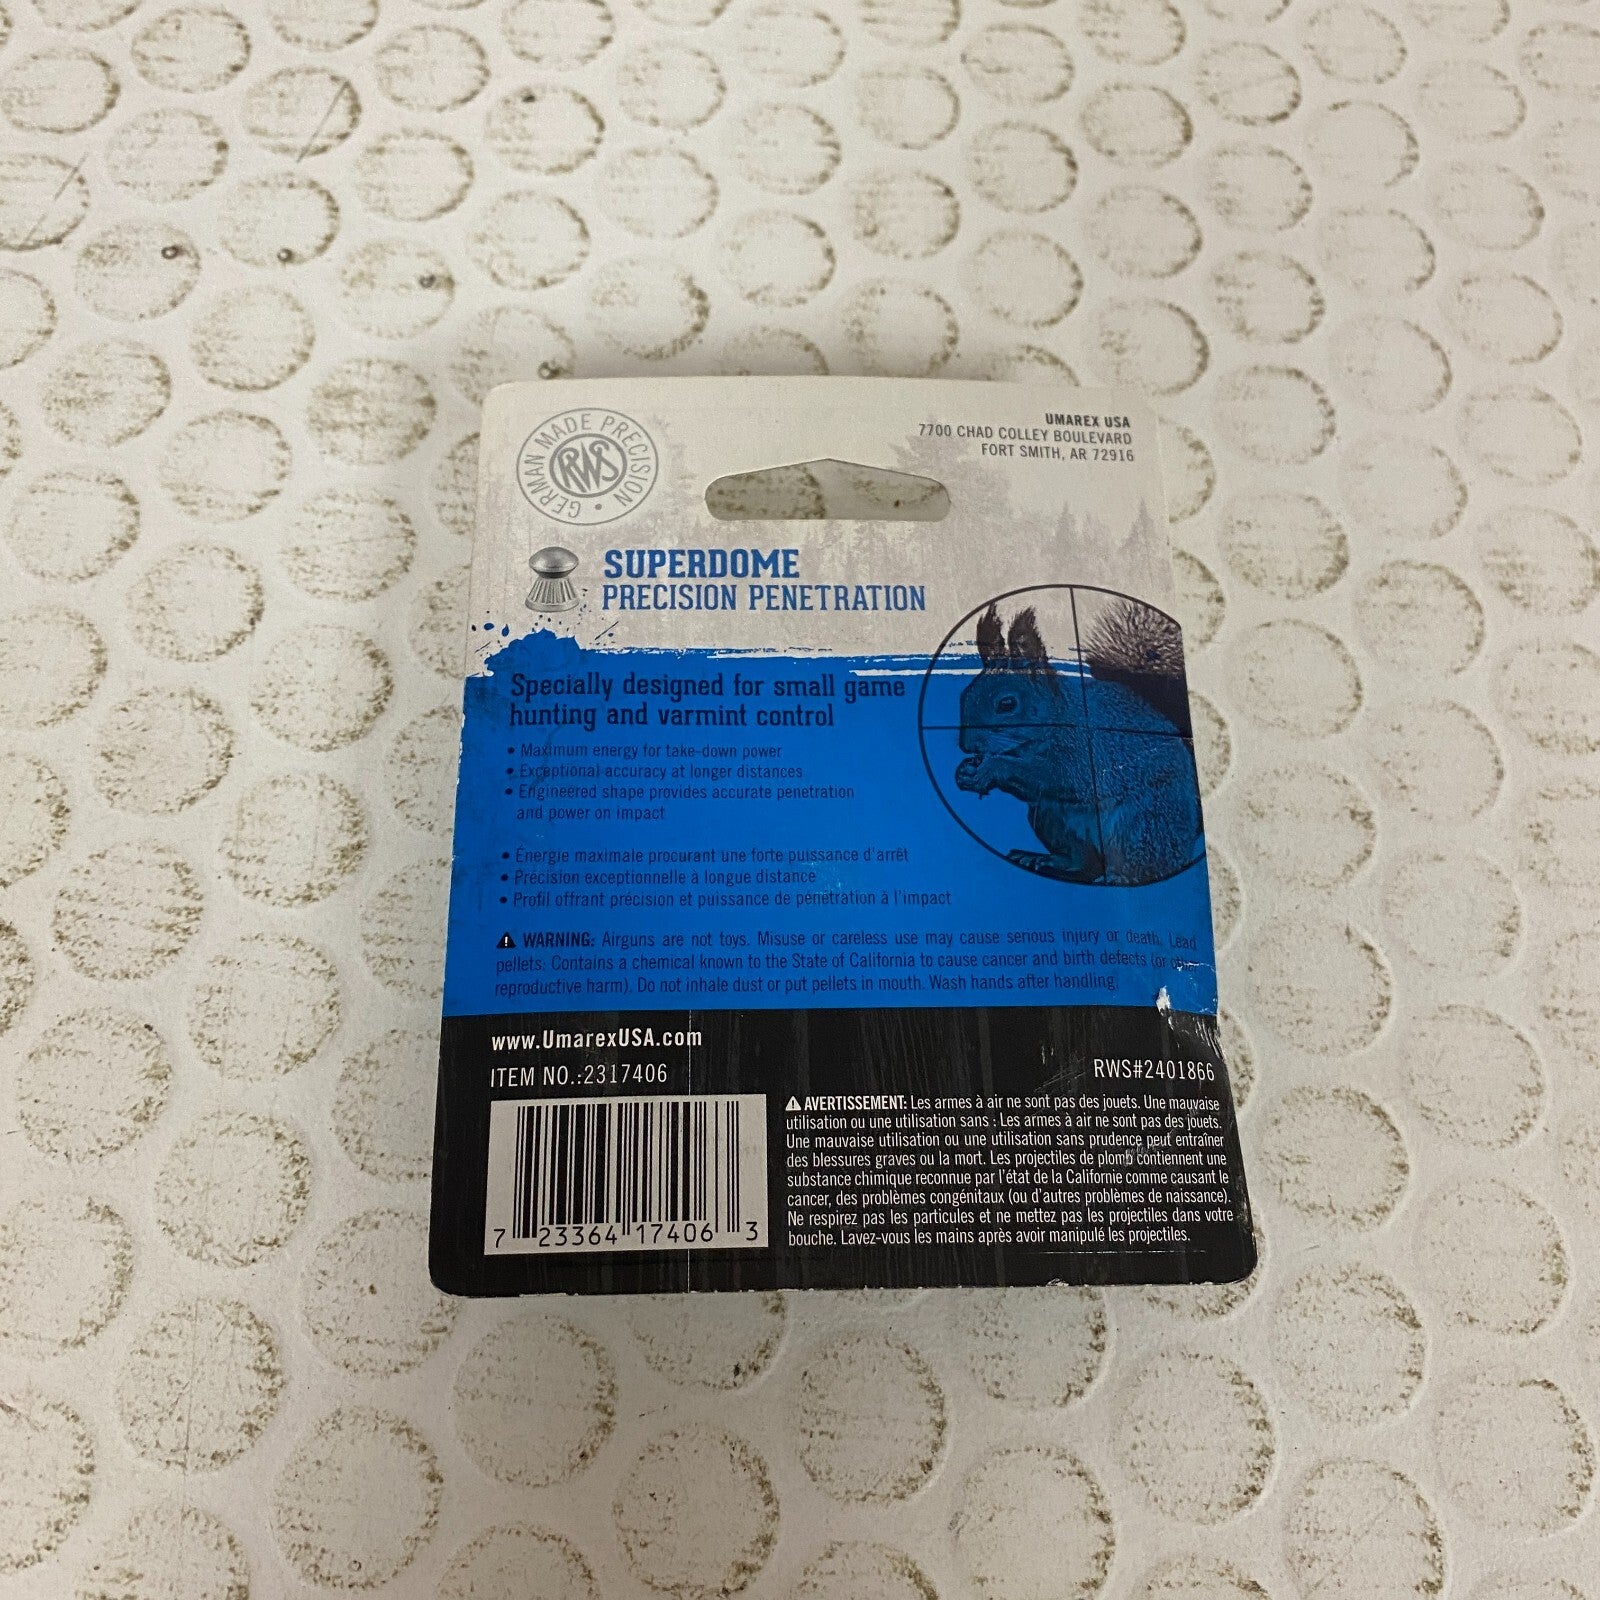 GERMAN MADE PRECISION
RWS
UMAREX USA
7700 CHAD COLLEY BOULEVARD
FORT SMITH, AR 72916
SUPERDOME
PRECISION PENETRATION
Specially designed for small game
hunting and varmint control
• Maximum energy for take-down power
• Exceptional accuracy at longer distances
• Engineered shape provides accurate penetration
and power on impact
• Énergie maximale procurant une forte puissance d'arrêt
• Précision exceptionnelle à longue distance
• Profil offrant précision et puissance de pénétration à l'impact
WARNING: Airguns are not toys. Misuse or careless use may cause serious injury or death. Lead
pellets: Contains a chemical known to the State of California to cause cancer and birth defects (or other
reproductive harm). Do not inhale dust or put pellets in mouth. Wash hands after handling.
www.UmarexUSA.com
ITEM NO.:2317406
RWS#2401866
7 23364 17406 3
AVERTISSEMENT: Les armes à air ne sont pas des jouets. Une mauvaise
utilisation ou une utilisation sans : Les armes à air ne sont pas des jouets.
Une mauvaise utilisation ou une utilisation sans prudence peut entraîner
des blessures graves ou la mort. Les projectiles de plomb contiennent une
substance chimique reconnue par l'état de la Californie comme causant le
cancer, des problèmes congénitaux (ou d'autres problèmes de naissance).
Ne respirez pas les particules et ne mettez pas les projectiles dans votre
bouche. Lavez-vous les mains après avoir manipulé les projectiles.